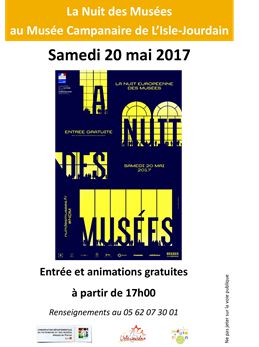 La Nuit des Musées
au Musée Campanaire de L'Isle-Jourdain
Samedi 20 mai 2017
LA NUIT EUROPÉENNE
DES MUSÉES
LA
ENTRÉE GRATUITE
NUIT
DES
SAMEDI 20 MAI
2017
MUSÉES
Entrée et animations gratuites
à partir de 17h00
Renseignements au 05 62 07 30 01
Ne pas jeter sur la voie publique